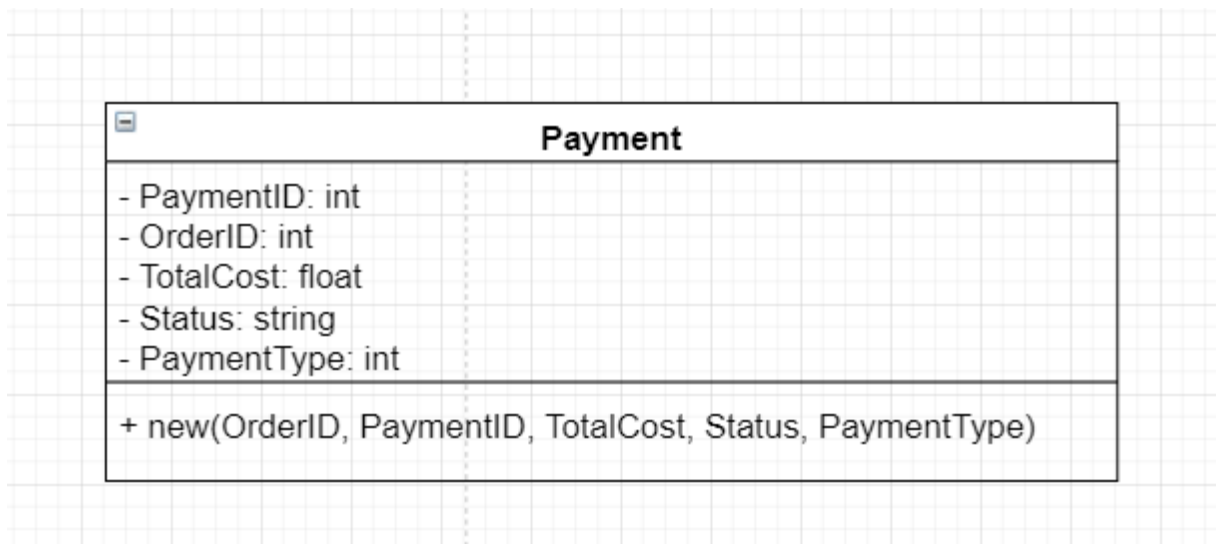 Payment
- PaymentID: int
- OrderID: int
- TotalCost: float
- Status: string
- PaymentType: int
+ new(OrderID, PaymentID, TotalCost, Status, PaymentType)